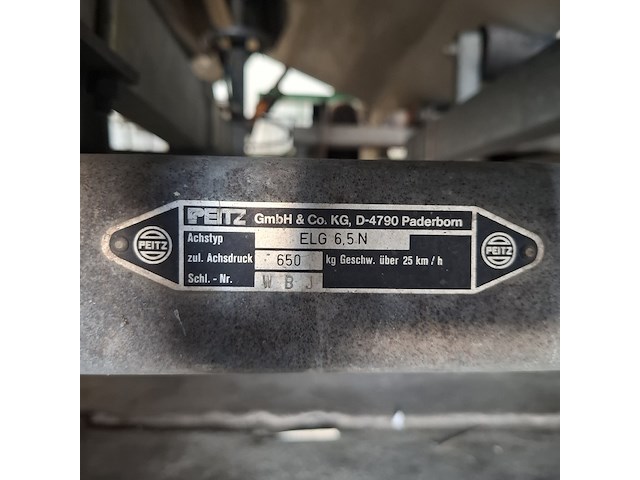 PEITZ GmbH & Co. KG, D-4790 Paderborn
Achstyp ELG 6,5 N
zul. Achsdruck 650 kg Geschw. über 25 km/h
Schl.-Nr. W B J
PEITZ
PEITZ